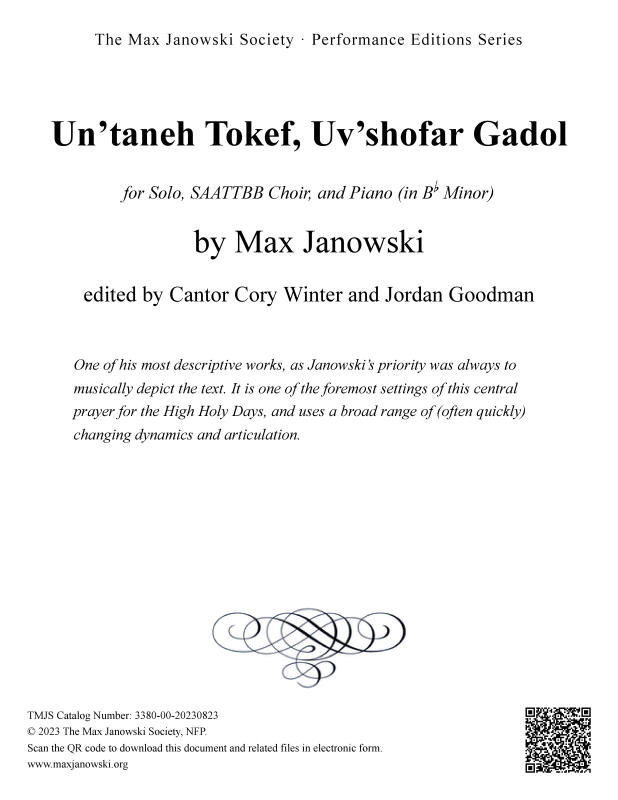 The Max Janowski Society · Performance Editions Series
Un’taneh Tokef, Uv’shofar Gadol
for Solo, SAATTBB Choir, and Piano (in B♭ Minor)
by Max Janowski
edited by Cantor Cory Winter and Jordan Goodman
One of his most descriptive works, as Janowski’s priority was always to
musically depict the text. It is one of the foremost settings of this central
prayer for the High Holy Days, and uses a broad range of (often quickly)
changing dynamics and articulation.
TMJS Catalog Number: 3380-00-20230823
© 2023 The Max Janowski Society, NFP.
Scan the QR code to download this document and related files in electronic form.
www.maxjanowski.org